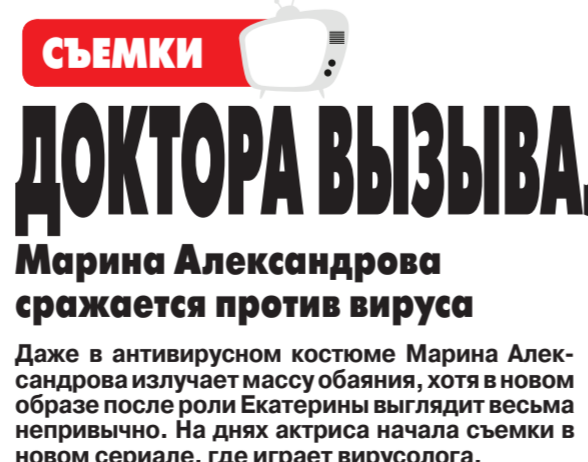 СЪЕМКИ
ДОКТОРА ВЫЗЫВА
Марина Александрова
сражается против вируса
Даже в антивирусном костюме Марина Алек-
сандрова излучает массу обаяния, хотя в новом
образе после роли Екатерины выглядит весьма
непривычно. На днях актриса начала съемки в
новом сериале, где играет вирусолога.